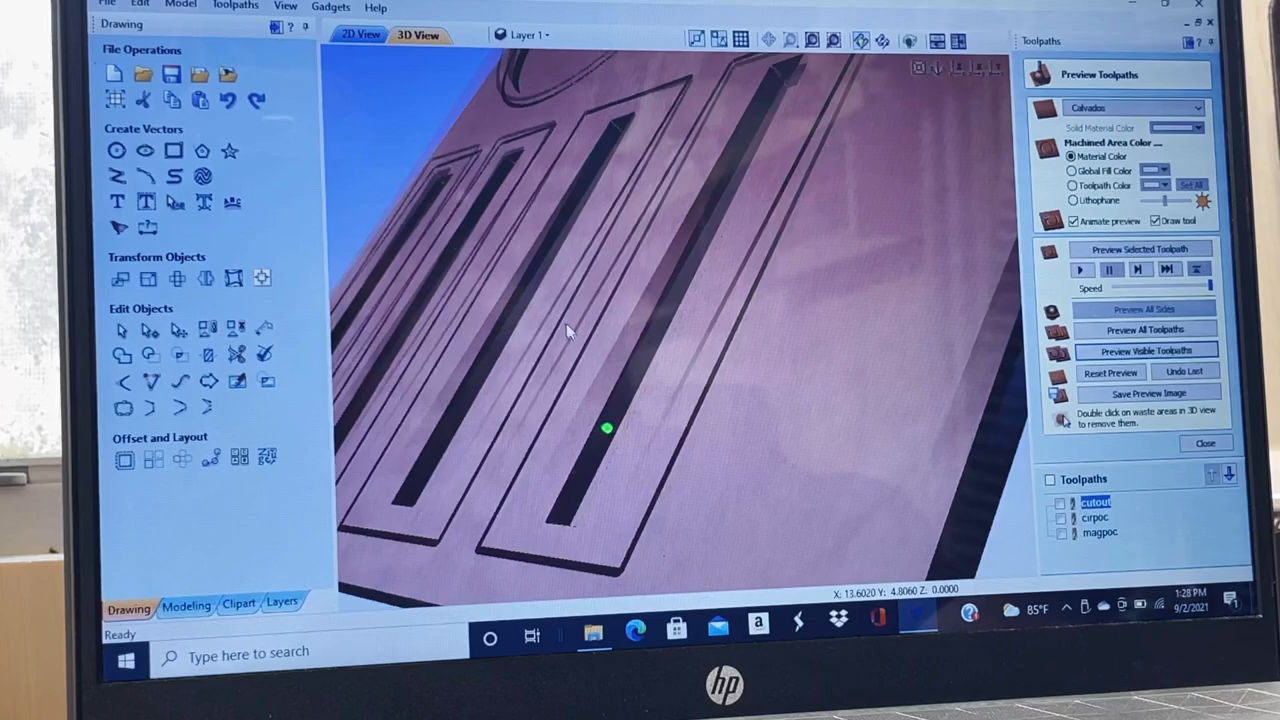 File Edit Model Toolpaths View Gadgets Help
Drawing
File Operations
Create Vectors
Transform Objects
Edit Objects
Offset and Layout
Drawing Modeling Clipart Layers
Ready
2D View 3D View Layer 1
X: 13.6020 Y: 4.8060 Z: 0.0000
Toolpaths
Preview Toolpaths
Calvados
Solid Material Color
Machined Area Color ....
Material Color
Global Fill Color
Toolpath Color Set All
Lithophane
Animate preview Draw tool
Preview Selected Toolpath
Speed
Preview All Sides
Preview All Toolpaths
Preview Visible Toolpaths
Reset Preview Undo Last
Save Preview Image
Double click on waste areas in 3D view
to remove them.
Close
Toolpaths
cutout
cirpoc
magpoc
Type here to search
85°F
1:28 PM
9/2/2021
hp